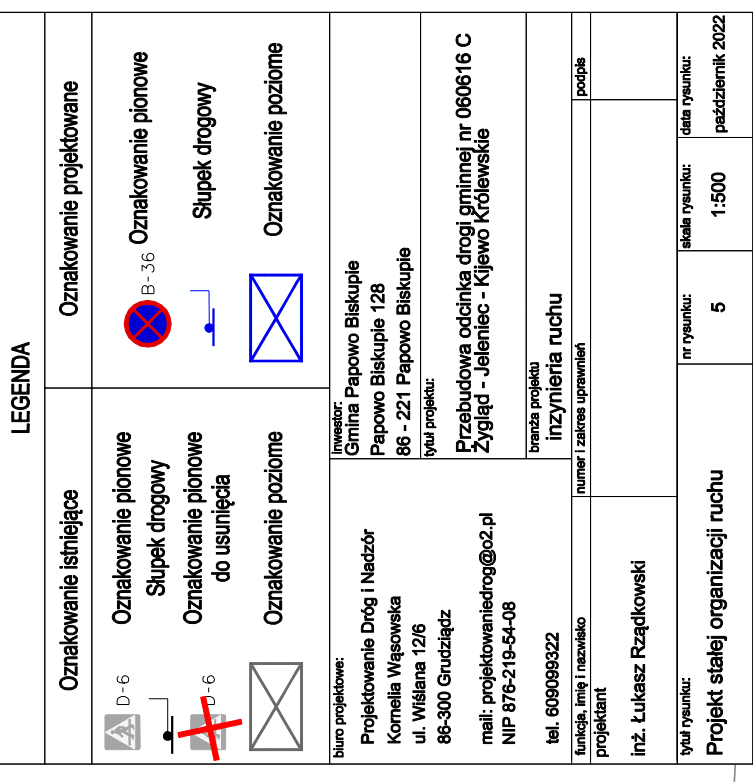 LEGENDA
Oznakowanie istniejące
Oznakowanie projektowane
D-6 Oznakowanie pionowe
Słupek drogowy
D-6 Oznakowanie pionowe
do usunięcia
Oznakowanie poziome
B-36 Oznakowanie pionowe
Słupek drogowy
Oznakowanie poziome
biuro projektowe:
Projektowanie Dróg i Nadzór
Kornelia Wąsowska
ul. Wiślana 12/6
86-300 Grudziądz
mail: projektowaniedrog@o2.pl
NIP 876-219-54-08
tel. 609099322
inwestor:
Gmina Papowo Biskupie
Papowo Biskupie 128
86 - 221 Papowo Biskupie
tytuł projektu:
Przebudowa odcinka drogi gminnej nr 060616 C
Żygląd - Jeleniec - Kijewo Królewskie
branża projektu
inzynieria ruchu
funkcja, imię i nazwisko
numer i zakres uprawnień
podpis
projektant
inż. Łukasz Rządkowski
tytuł rysunku:
Projekt stałej organizacji ruchu
nr rysunku:
5
skala rysunku:
1:500
data rysunku:
październik 2022